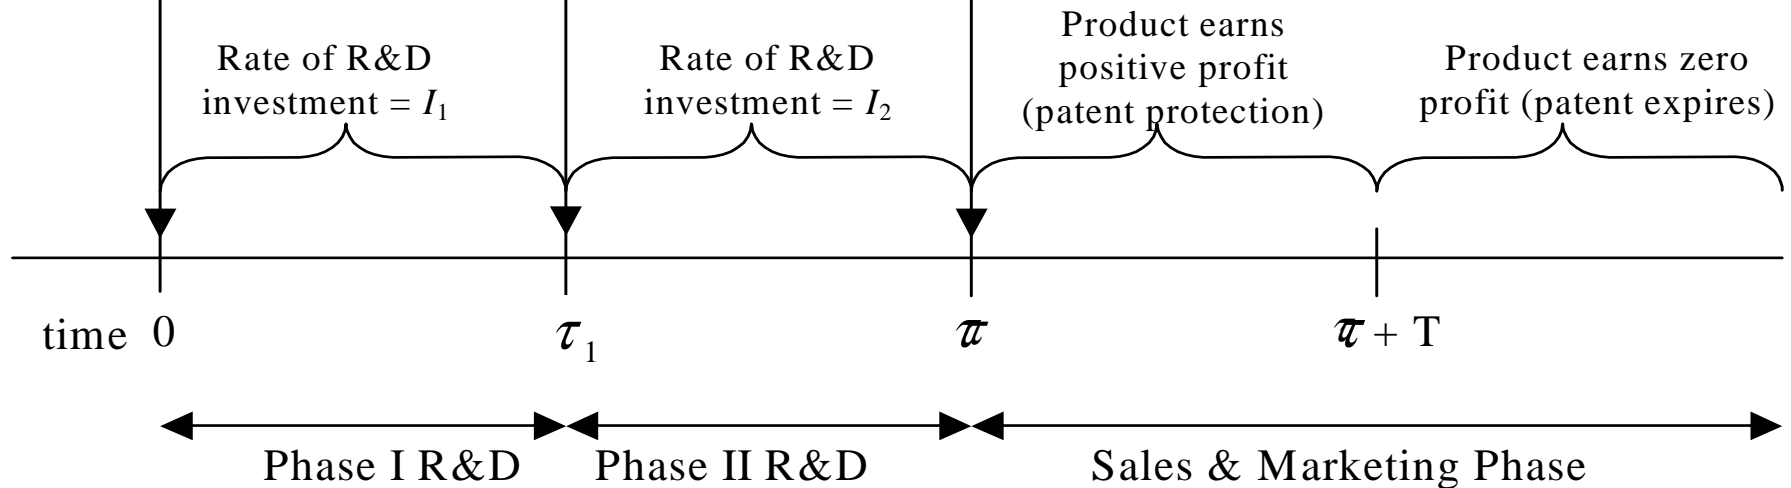 Rate of R&D
investment = I₁
Rate of R&D
investment = I₂
Product earns
positive profit
(patent protection)
Product earns zero
profit (patent expires)
time 0
τ₁
+ T
Phase I R&D
Phase II R&D
Sales & Marketing Phase